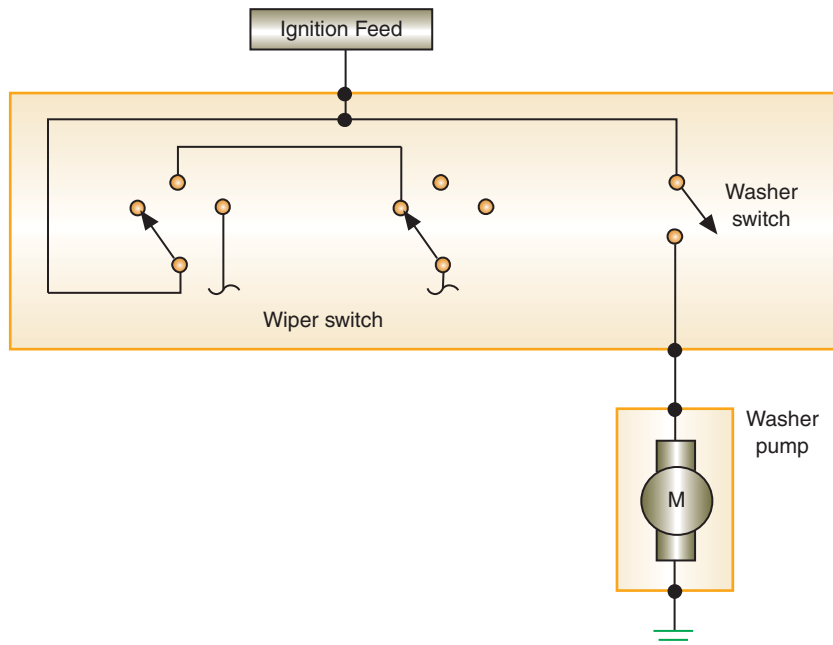 Ignition Feed
Washer
switch
Wiper switch
Washer
pump
M